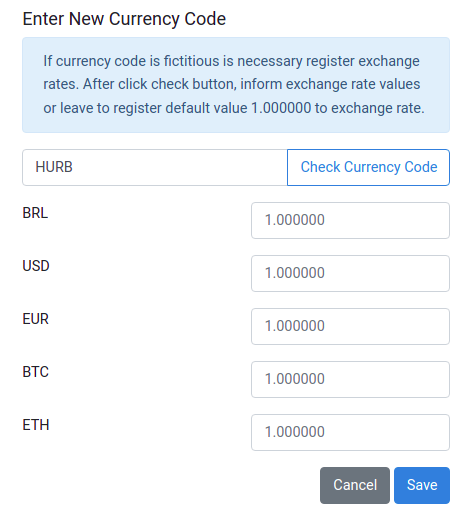 Enter New Currency Code
If currency code is fictitious is necessary register exchange
rates. After click check button, inform exchange rate values
or leave to register default value 1.000000 to exchange rate.
HURB Check Currency Code
BRL 1.000000
USD 1.000000
EUR 1.000000
BTC 1.000000
ETH 1.000000
Cancel Save